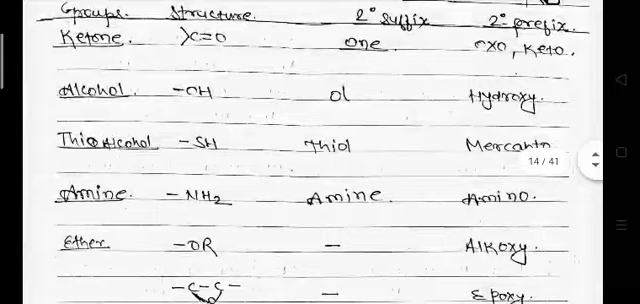 Groups. Structure. 2° suffix 2° prefix.
Ketone. >C=O one oxo, Keto.
Alcohol. -OH ol Hydroxy.
Thio Alcohol -SH Thiol Mercapto
14 / 41
Amine. -NH2 Amine. Amino.
Ether -OR - Alkoxy.
-C-C- - Epoxy.
O